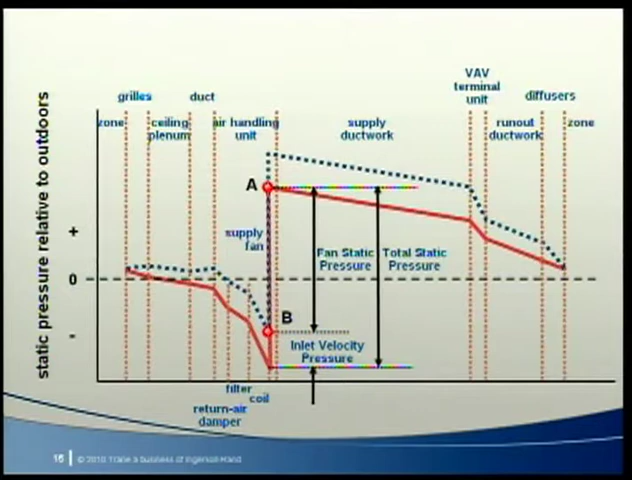 VAV
terminal
unit
grilles
duct
diffusers
zone
ceiling
plenum
air handling
unit
supply
ductwork
runout
ductwork
zone
static pressure relative to outdoors
+
0
-
A
supply
fan
Fan Static
Pressure
Total Static
Pressure
B
Inlet Velocity
Pressure
filter
coil
return-air
damper
© 2010 Trane a business of Ingersoll-Rand